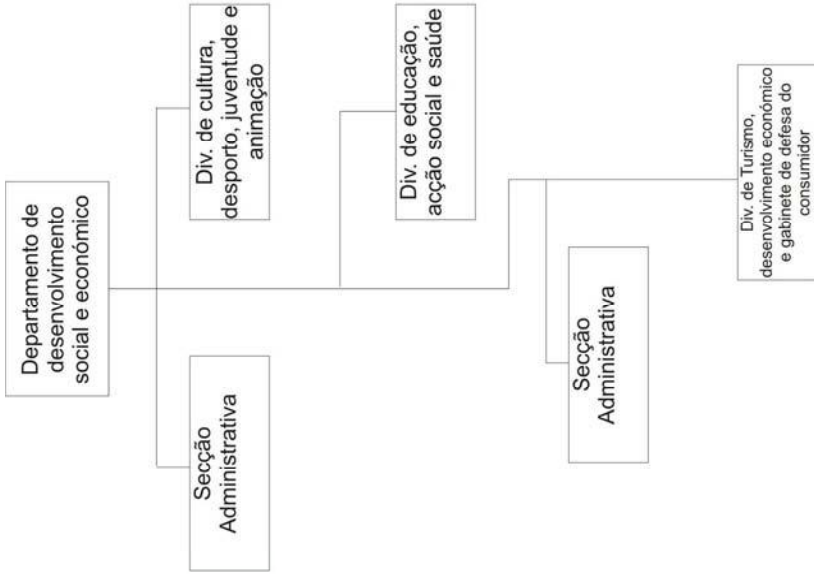 Departamento de
desenvolvimento
social e económico
Secção
Administrativa
Div. de cultura,
desporto, juventude e
animação
Div. de educação,
acção social e saúde
Secção
Administrativa
Div. de Turismo,
desenvolvimento económico
e gabinete de defesa do
consumidor